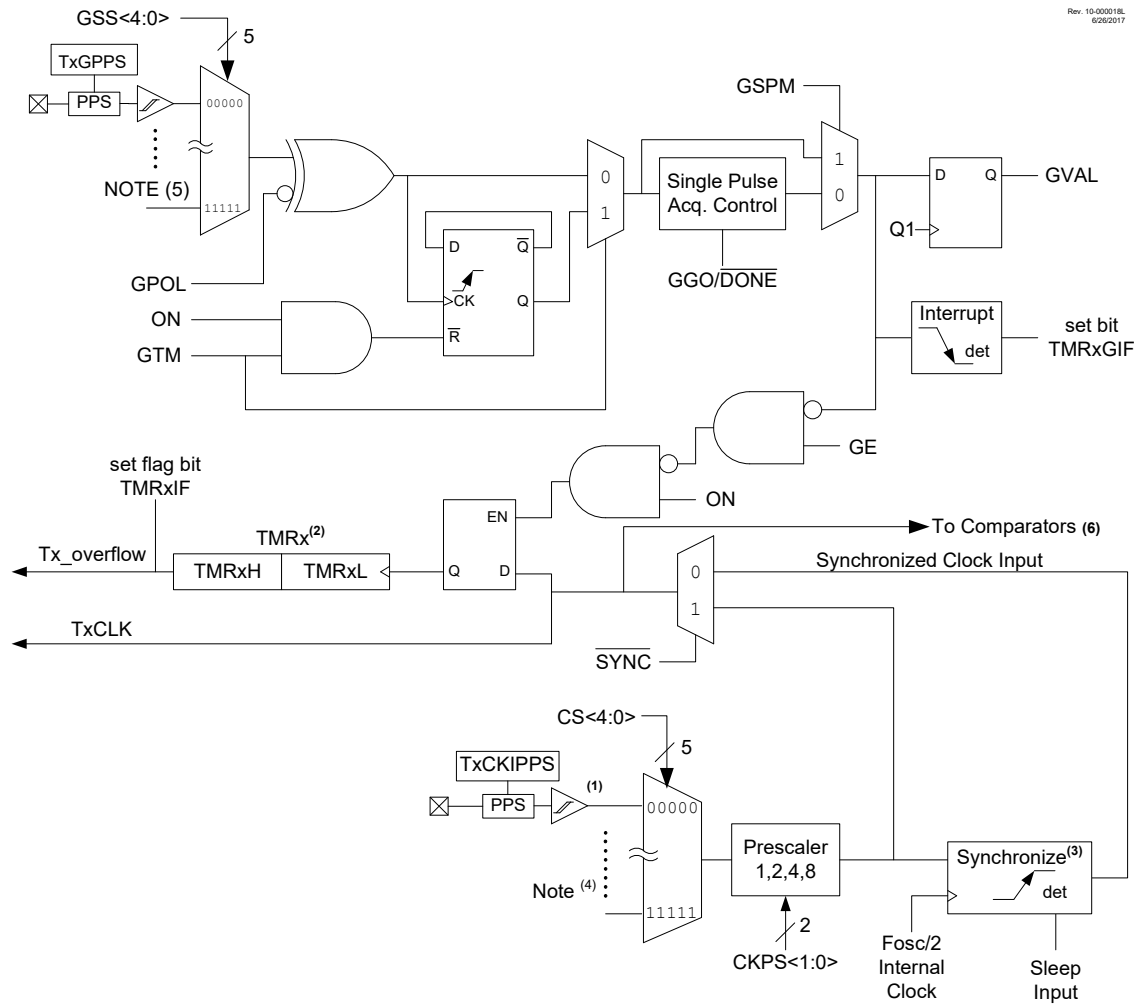 Rev. 10-000018L
6/26/2017
GSS<4:0>
5
TxGPPS
PPS
00000
NOTE (5)
11111
GPOL
ON
GTM
D
Q
CK
Q
R
0
1
Single Pulse
Acq. Control
GGO/DONE
GSPM
1
0
D
Q
Q1
GVAL
Interrupt
det
set bit
TMRxGIF
GE
ON
set flag bit
TMRxIF
Tx_overflow
TMRx(2)
TMRxH
TMRxL
EN
Q
D
To Comparators (6)
Synchronized Clock Input
0
1
TxCLK
SYNC
CS<4:0>
5
TxCKIPPS
PPS
(1)
00000
Note (4)
11111
Prescaler
1,2,4,8
2
CKPS<1:0>
Synchronize(3)
det
Fosc/2
Internal
Clock
Sleep
Input